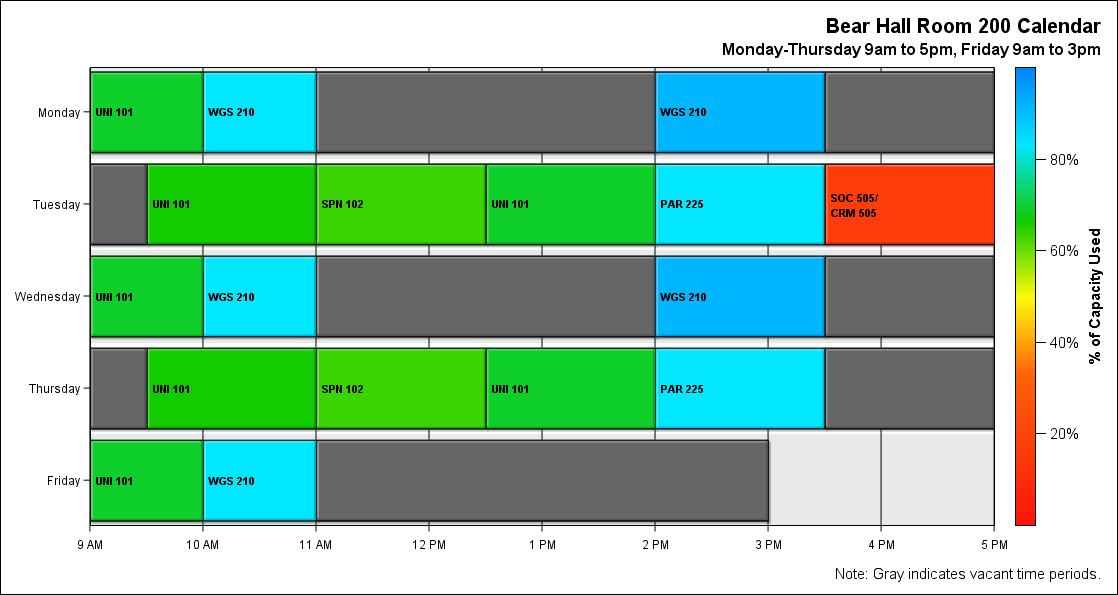 Bear Hall Room 200 Calendar
Monday-Thursday 9am to 5pm, Friday 9am to 3pm
Monday
UNI 101
WGS 210
WGS 210
Tuesday
UNI 101
SPN 102
UNI 101
PAR 225
SOC 505/
CRM 505
Wednesday
UNI 101
WGS 210
WGS 210
Thursday
UNI 101
SPN 102
UNI 101
PAR 225
Friday
UNI 101
WGS 210
9 AM
10 AM
11 AM
12 PM
1 PM
2 PM
3 PM
4 PM
5 PM
80%
60%
40%
20%
% of Capacity Used
Note: Gray indicates vacant time periods.